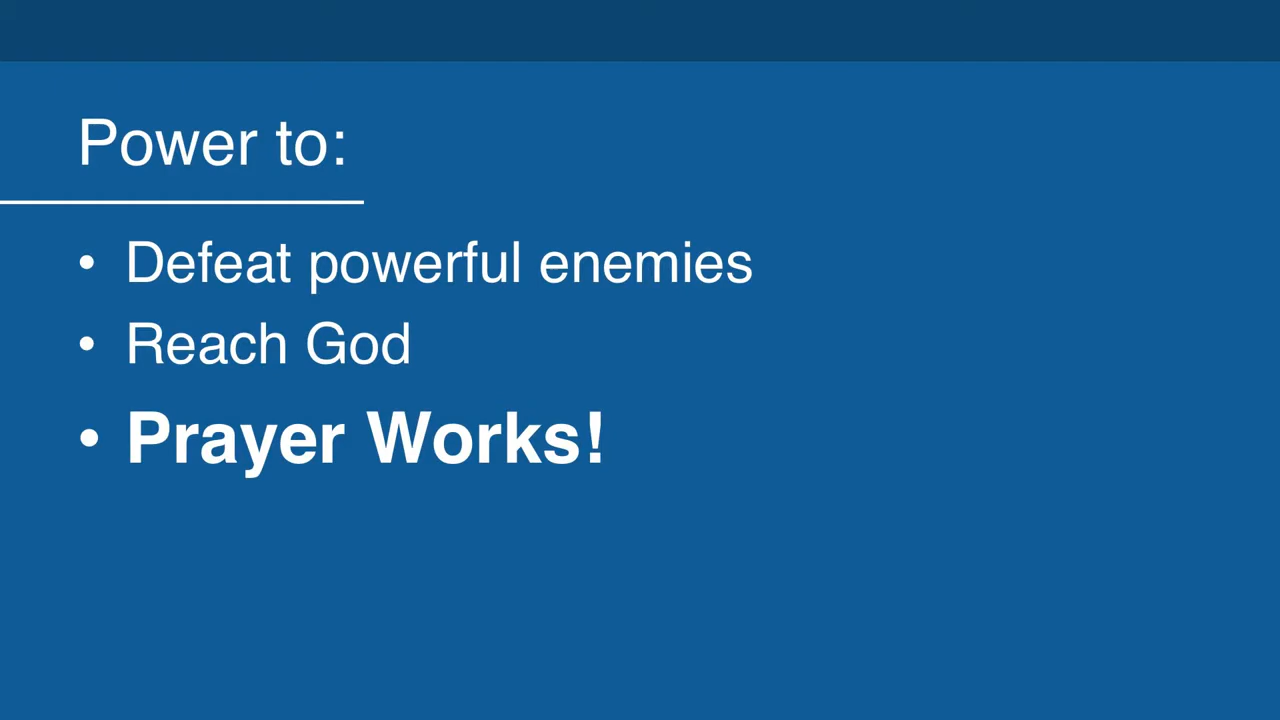 Power to:
• Defeat powerful enemies
• Reach God
• Prayer Works!